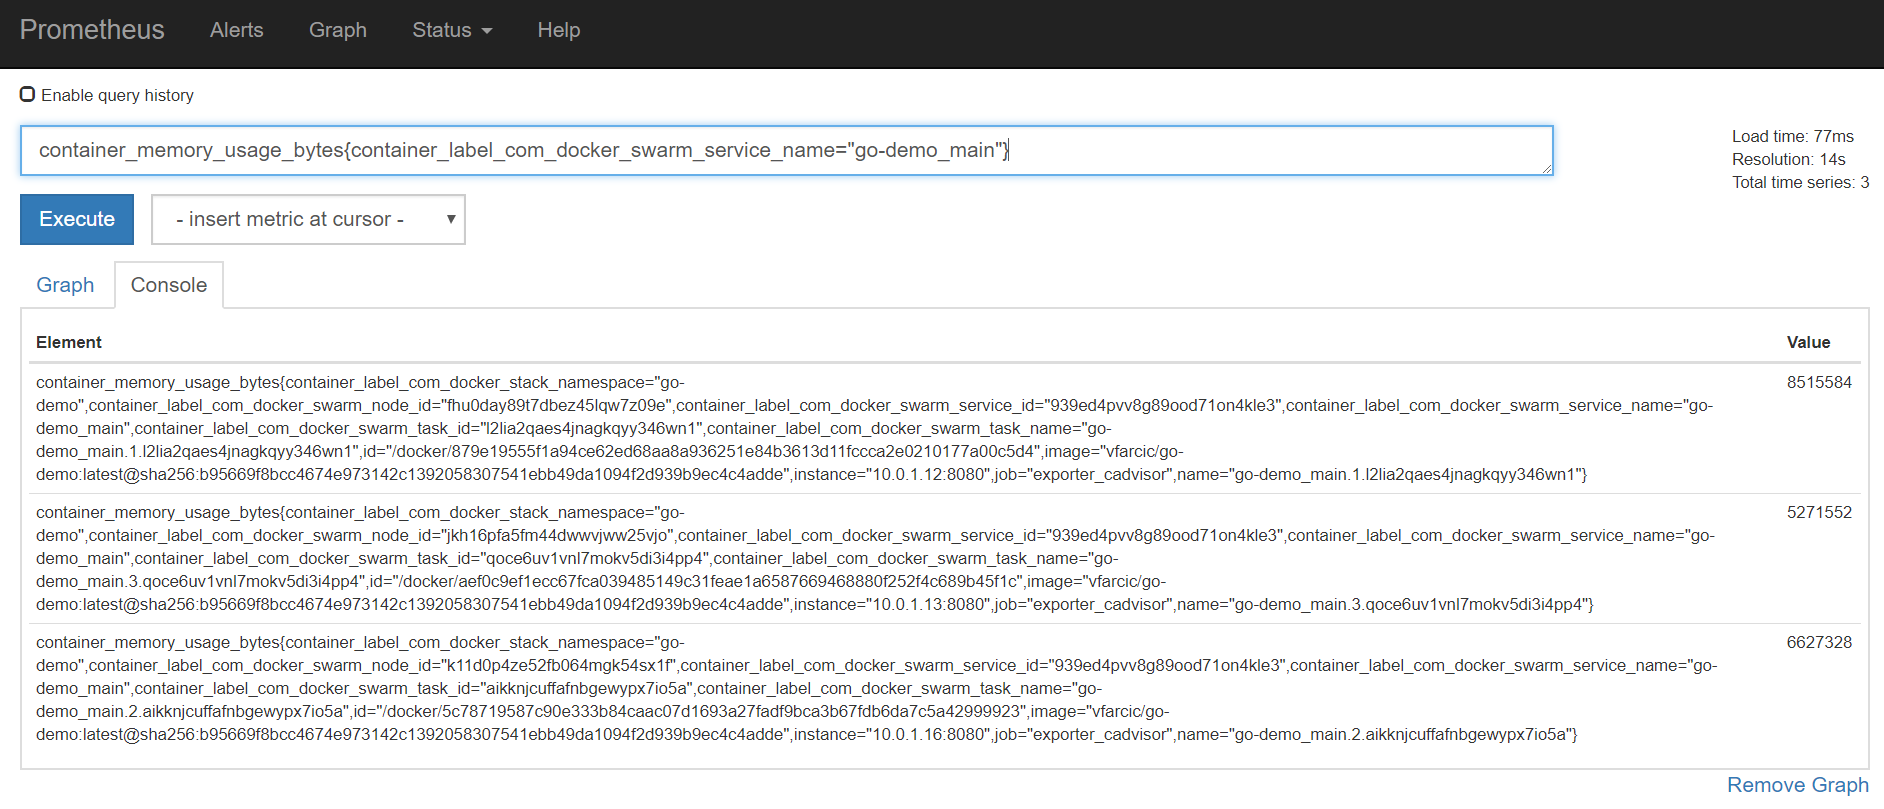 Prometheus Alerts Graph Status Help
Enable query history
container_memory_usage_bytes{container_label_com_docker_swarm_service_name="go-demo_main"}
Load time: 77ms
Resolution: 14s
Total time series: 3
Execute - insert metric at cursor -
Graph Console
Element Value
container_memory_usage_bytes{container_label_com_docker_stack_namespace="go- 8515584
demo",container_label_com_docker_swarm_node_id="fhu0day89t7dbez45lqw7z09e",container_label_com_docker_swarm_service_id="939ed4pvv8g89ood71on4kle3",container_label_com_docker_swarm_service_name="go-
demo_main",container_label_com_docker_swarm_task_id="l2lia2qaes4jnagkqyy346wn1",container_label_com_docker_swarm_task_name="go-
demo_main.1.l2lia2qaes4jnagkqyy346wn1",id="/docker/879e19555f1a94ce62ed68aa8a936251e84b3613d11fccca2e0210177a00c5d4",image="vfarcic/go-
demo:latest@sha256:b95669f8bcc4674e973142c1392058307541ebb49da1094f2d939b9ec4c4adde",instance="10.0.1.12:8080",job="exporter_cadvisor",name="go-demo_main.1.l2lia2qaes4jnagkqyy346wn1"}
container_memory_usage_bytes{container_label_com_docker_stack_namespace="go- 5271552
demo",container_label_com_docker_swarm_node_id="jkh16pfa5fm44dwwvjww25vjo",container_label_com_docker_swarm_service_id="939ed4pvv8g89ood71on4kle3",container_label_com_docker_swarm_service_name="go-
demo_main",container_label_com_docker_swarm_task_id="qoce6uv1vnl7mokv5di3i4pp4",container_label_com_docker_swarm_task_name="go-
demo_main.3.qoce6uv1vnl7mokv5di3i4pp4",id="/docker/aef0c9ef1ecc67fca039485149c31feae1a6587669468880f252f4c689b45f1c",image="vfarcic/go-
demo:latest@sha256:b95669f8bcc4674e973142c1392058307541ebb49da1094f2d939b9ec4c4adde",instance="10.0.1.13:8080",job="exporter_cadvisor",name="go-demo_main.3.qoce6uv1vnl7mokv5di3i4pp4"}
container_memory_usage_bytes{container_label_com_docker_stack_namespace="go- 6627328
demo",container_label_com_docker_swarm_node_id="k11d0p4ze52fb064mgk54sx1f",container_label_com_docker_swarm_service_id="939ed4pvv8g89ood71on4kle3",container_label_com_docker_swarm_service_name="go-
demo_main",container_label_com_docker_swarm_task_id="aikknjcuffafnbgewypx7io5a",container_label_com_docker_swarm_task_name="go-
demo_main.2.aikknjcuffafnbgewypx7io5a",id="/docker/5c78719587c90e333b84caac07d1693a27fadf9bca3b67fdb6da7c5a42999923",image="vfarcic/go-
demo:latest@sha256:b95669f8bcc4674e973142c1392058307541ebb49da1094f2d939b9ec4c4adde",instance="10.0.1.16:8080",job="exporter_cadvisor",name="go-demo_main.2.aikknjcuffafnbgewypx7io5a"}
Remove Graph